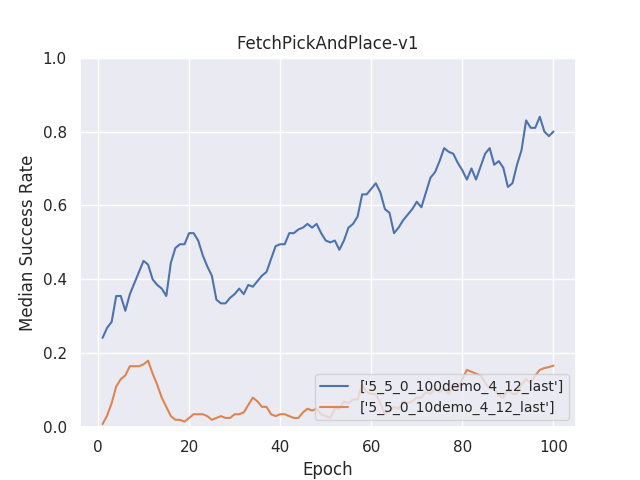 FetchPickAndPlace-v1
1.0
0.8
0.6
0.4
0.2
0.0
Median Success Rate
0 20 40 60 80 100
Epoch
['5_5_0_100demo_4_12_last']
['5_5_0_10demo_4_12_last']